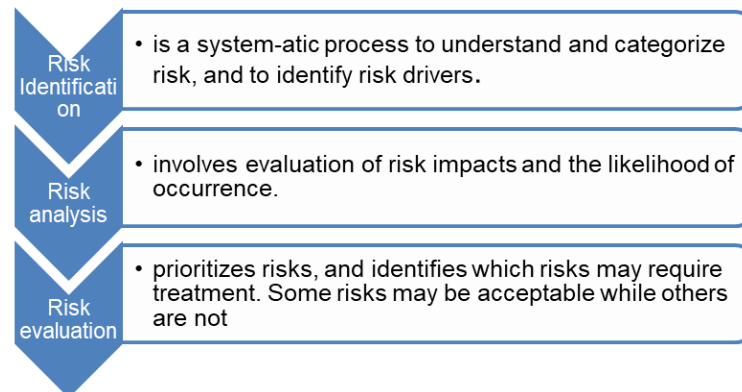 Risk
Identificati
on
• is a system-atic process to understand and categorize
risk, and to identify risk drivers.
Risk
analysis
• involves evaluation of risk impacts and the likelihood of
occurrence.
Risk
evaluation
• prioritizes risks, and identifies which risks may require
treatment. Some risks may be acceptable while others
are not